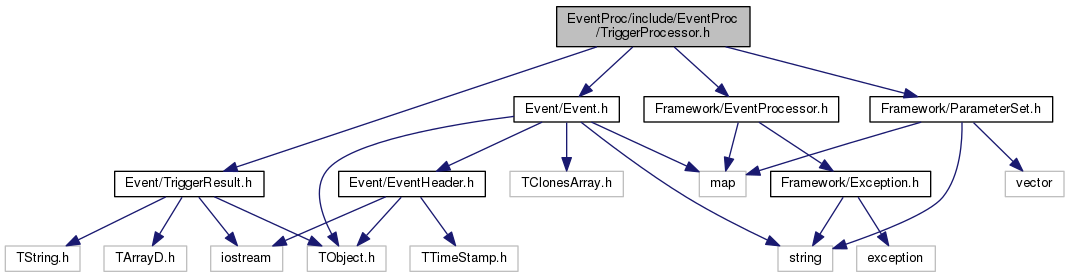 EventProc/include/EventProc
/TriggerProcessor.h
Event/Event.h
Framework/EventProcessor.h
Framework/ParameterSet.h
Event/TriggerResult.h
Event/EventHeader.h
TClonesArray.h
map
Framework/Exception.h
vector
TString.h
TArrayD.h
iostream
TObject.h
TTimeStamp.h
string
exception